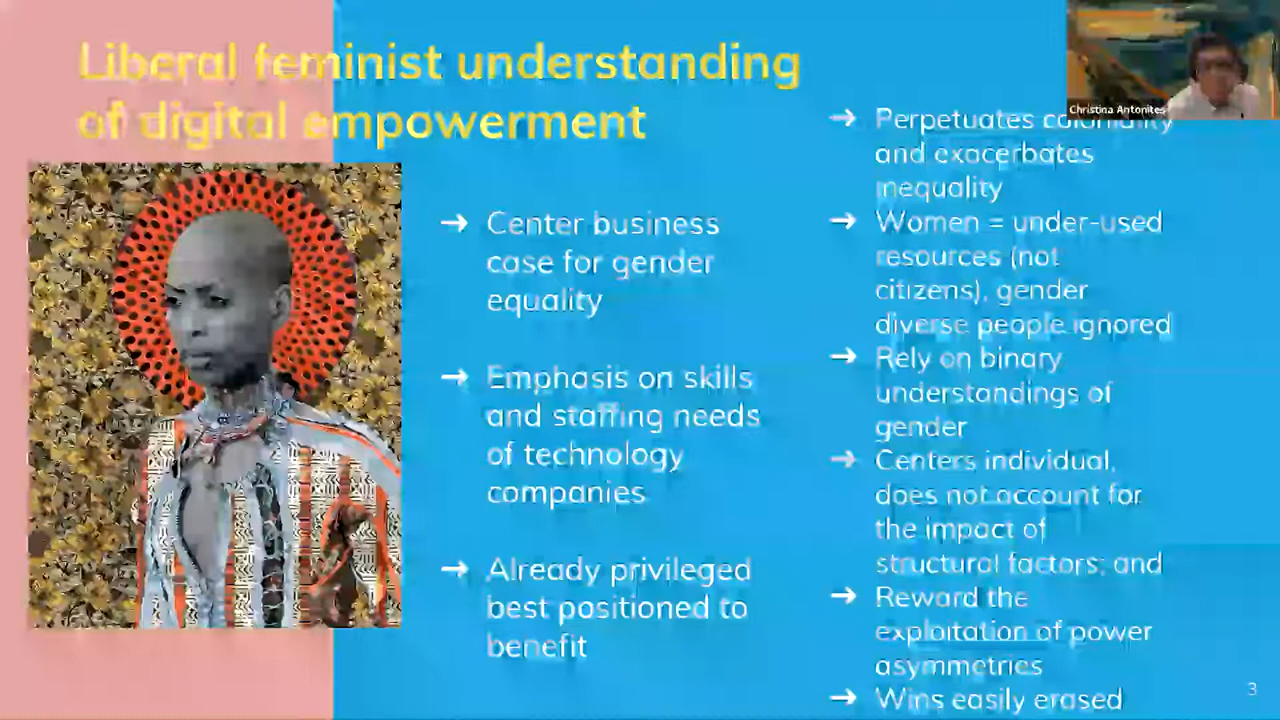 Liberal feminist understanding
of digital empowerment
→ Center business
case for gender
equality
→ Emphasis on skills
and staffing needs
of technology
companies
→ Already privileged
best positioned to
benefit
→ Perpetuates coloniality
and exacerbates
inequality
→ Women = under-used
resources (not
citizens), gender
diverse people ignored
→ Rely on binary
understandings of
gender
→ Centers individual,
does not account for
the impact of
structural factors; and
→ Reward the
exploitation of power
asymmetries
→ Wins easily erased
Christina Antonites
3